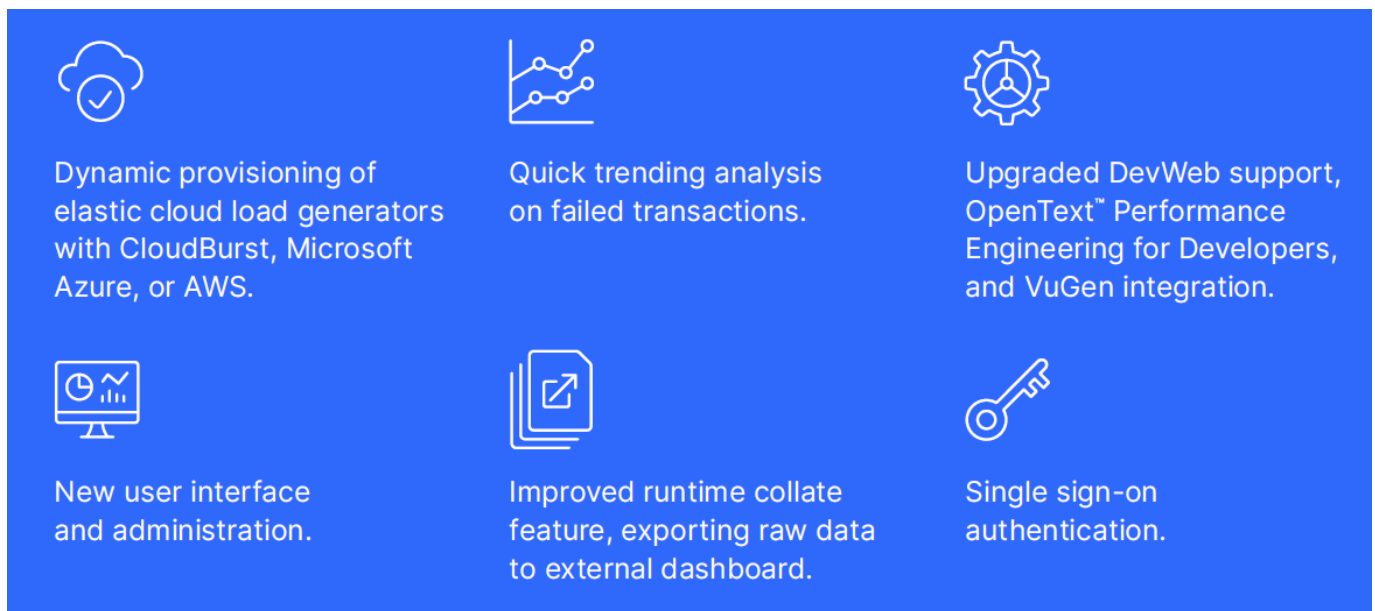 Dynamic provisioning of
elastic cloud load generators
with CloudBurst, Microsoft
Azure, or AWS.
Quick trending analysis
on failed transactions.
Upgraded DevWeb support,
OpenText™ Performance
Engineering for Developers,
and VuGen integration.
New user interface
and administration.
Improved runtime collate
feature, exporting raw data
to external dashboard.
Single sign-on
authentication.